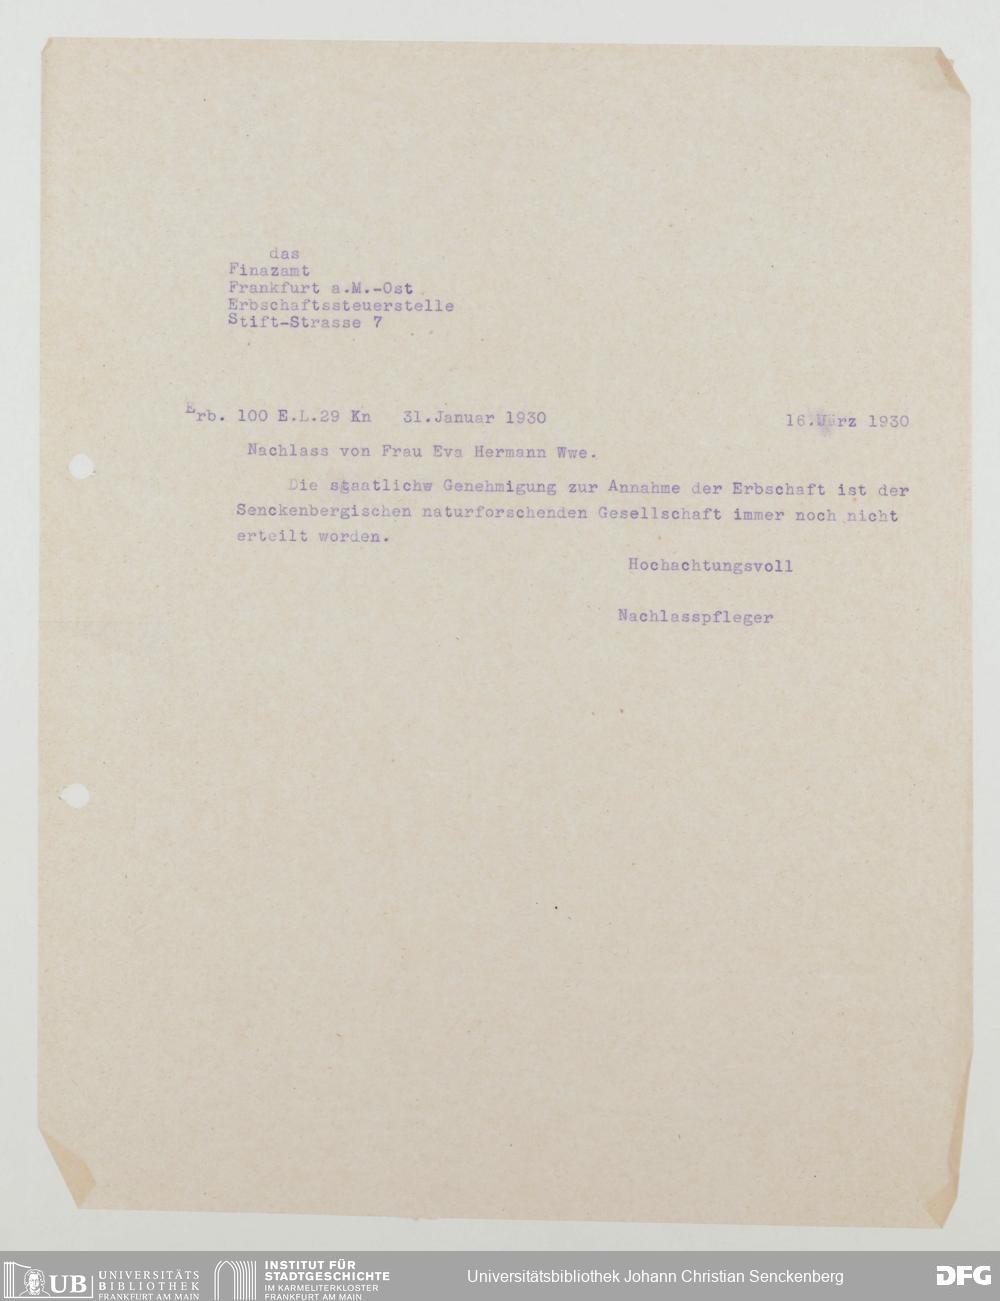 das
Finazamt
Frankfurt a.M.-Ost
Erbschaftssteuerstelle
Stift-Strasse 7
Erb. 100 E.L.29 Kn 31.Januar 1930 16.März 1930
Nachlass von Frau Eva Hermann Wwe.
Die staatlichw Genehmigung zur Annahme der Erbschaft ist der
Senckenbergischen naturforschenden Gesellschaft immer noch nicht
erteilt worden.
Hochachtungsvoll
Nachlasspfleger
UB UNIVERSITÄTS
BIBLIOTHEK
FRANKFURT AM MAIN
INSTITUT FÜR
STADTGESCHICHTE
IM KARMELITERKLOSTER
FRANKFURT AM MAIN
Universitätsbibliothek Johann Christian Senckenberg
DFG